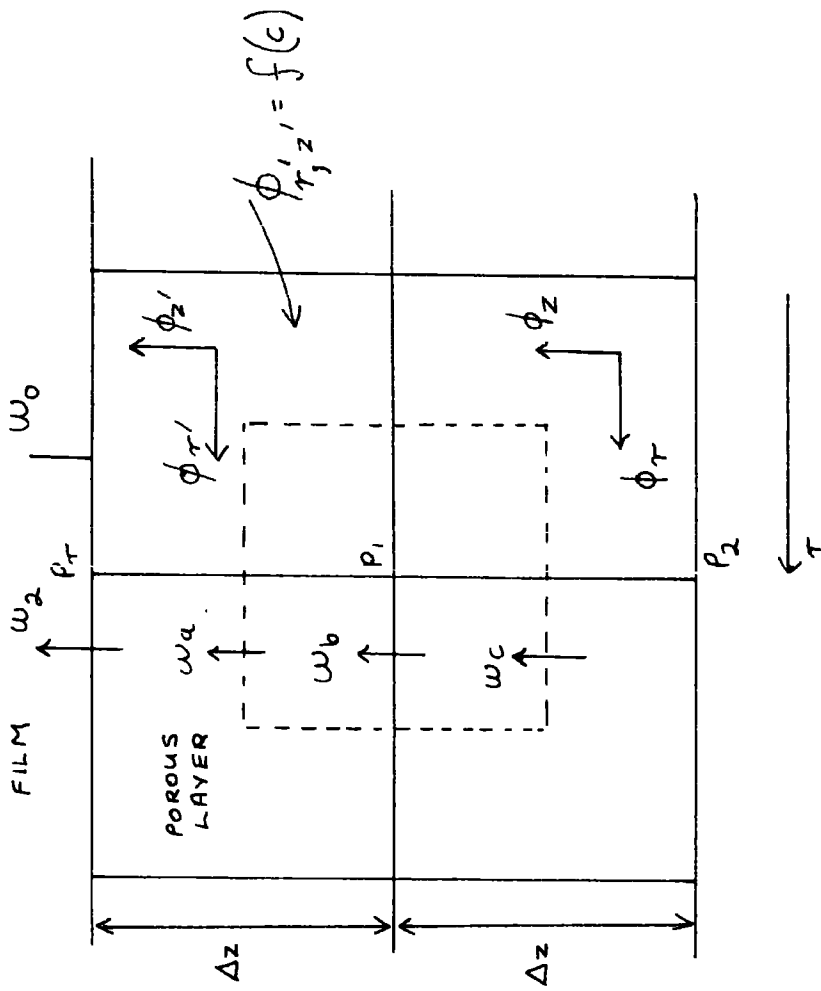 FILM
ω₂
ω₀
Pᵣ
POROUS
LAYER
ωa
ϕr'
ϕz'
ϕ'r,z' = f(c)
ωb
P₁
ωc
ϕz
ϕr
P₂
Δz
Δz
r